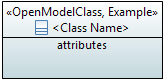 «OpenModelClass, Example»
<Class Name>
attributes